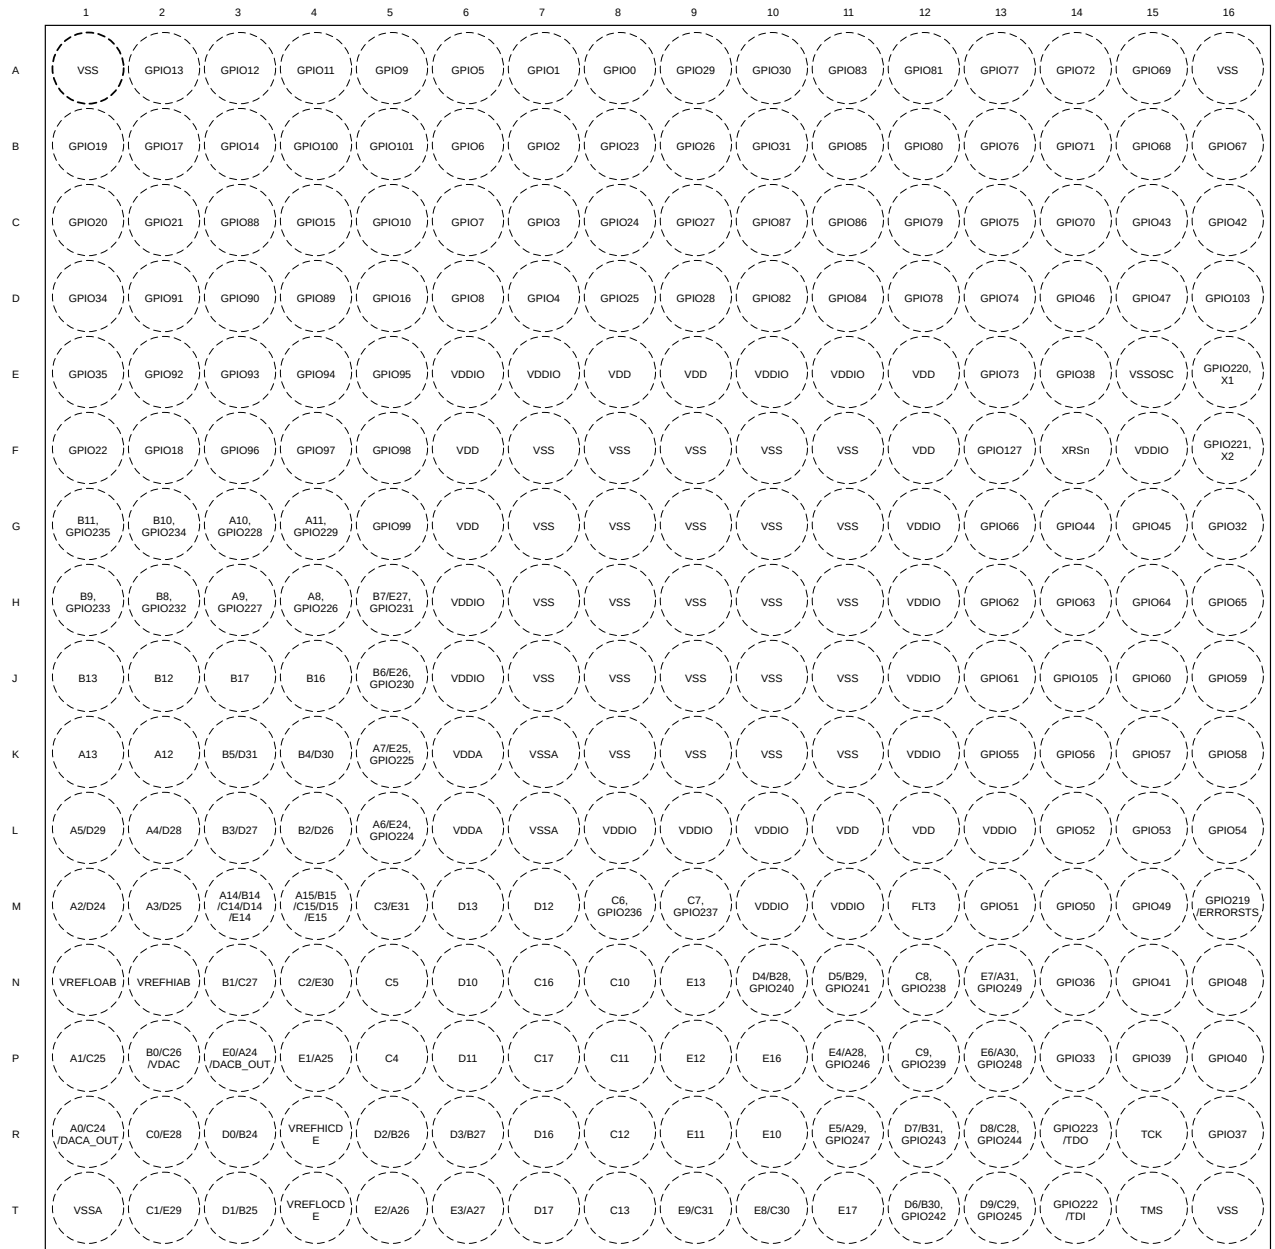 1 2 3 4 5 6 7 8 9 10 11 12 13 14 15 16
A VSS GPIO13 GPIO12 GPIO11 GPIO9 GPIO5 GPIO1 GPIO0 GPIO29 GPIO30 GPIO83 GPIO81 GPIO77 GPIO72 GPIO69 VSS
B GPIO19 GPIO17 GPIO14 GPIO100 GPIO101 GPIO6 GPIO2 GPIO23 GPIO26 GPIO31 GPIO85 GPIO80 GPIO76 GPIO71 GPIO68 GPIO67
C GPIO20 GPIO21 GPIO88 GPIO15 GPIO10 GPIO7 GPIO3 GPIO24 GPIO27 GPIO87 GPIO86 GPIO79 GPIO75 GPIO70 GPIO43 GPIO42
D GPIO34 GPIO91 GPIO90 GPIO89 GPIO16 GPIO8 GPIO4 GPIO25 GPIO28 GPIO82 GPIO84 GPIO78 GPIO74 GPIO46 GPIO47 GPIO103
E GPIO35 GPIO92 GPIO93 GPIO94 GPIO95 VDDIO VDDIO VDD VDD VDDIO VDDIO VDD GPIO73 GPIO38 VSSOSC GPIO220,
X1
F GPIO22 GPIO18 GPIO96 GPIO97 GPIO98 VDD VSS VSS VSS VSS VSS VDD GPIO127 XRSn VDDIO GPIO221,
X2
B11, B10, A10, A11,
G GPIO235 GPIO234 GPIO228 GPIO229 GPIO99 VDD VSS VSS VSS VSS VSS VDDIO GPIO66 GPIO44 GPIO45 GPIO32
B9, B8, A9, A8, B7/E27,
H GPIO233 GPIO232 GPIO227 GPIO226 GPIO231 VDDIO VSS VSS VSS VSS VSS VDDIO GPIO62 GPIO63 GPIO64 GPIO65
B6/E26,
J B13 B12 B17 B16 GPIO230 VDDIO VSS VSS VSS VSS VSS VDDIO GPIO61 GPIO105 GPIO60 GPIO59
A7/E25,
K A13 A12 B5/D31 B4/D30 GPIO225 VDDA VSSA VSS VSS VSS VSS VDDIO GPIO55 GPIO56 GPIO57 GPIO58
A6/E24,
L A5/D29 A4/D28 B3/D27 B2/D26 GPIO224 VDDA VSSA VDDIO VDDIO VDDIO VDD VDD VDDIO GPIO52 GPIO53 GPIO54
A14/B14 A15/B15 C6, C7, GPIO219
M A2/D24 A3/D25 /C14/D14 /C15/D15 C3/E31 D13 D12 GPIO236 GPIO237 VDDIO VDDIO FLT3 GPIO51 GPIO50 GPIO49 /ERRORSTS
/E14 /E15
D4/B28, D5/B29, C8, E7/A31,
N VREFLOAB VREFHIAB B1/C27 C2/E30 C5 D10 C16 C10 E13 GPIO240 GPIO241 GPIO238 GPIO249 GPIO36 GPIO41 GPIO48
B0/C26 E0/A24 E4/A28, C9, E6/A30,
P A1/C25 /VDAC /DACB_OUT E1/A25 C4 D11 C17 C11 E12 E16 GPIO246 GPIO239 GPIO248 GPIO33 GPIO39 GPIO40
A0/C24 VREFHICD E5/A29, D7/B31, D8/C28, GPIO223
R /DACA_OUT C0/E28 D0/B24 E D2/B26 D3/B27 D16 C12 E11 E10 GPIO247 GPIO243 GPIO244 /TDO TCK GPIO37
VREFLOCD D6/B30, D9/C29, GPIO222
T VSSA C1/E29 D1/B25 E E2/A26 E3/A27 D17 C13 E9/C31 E8/C30 E17 GPIO242 GPIO245 /TDI TMS VSS